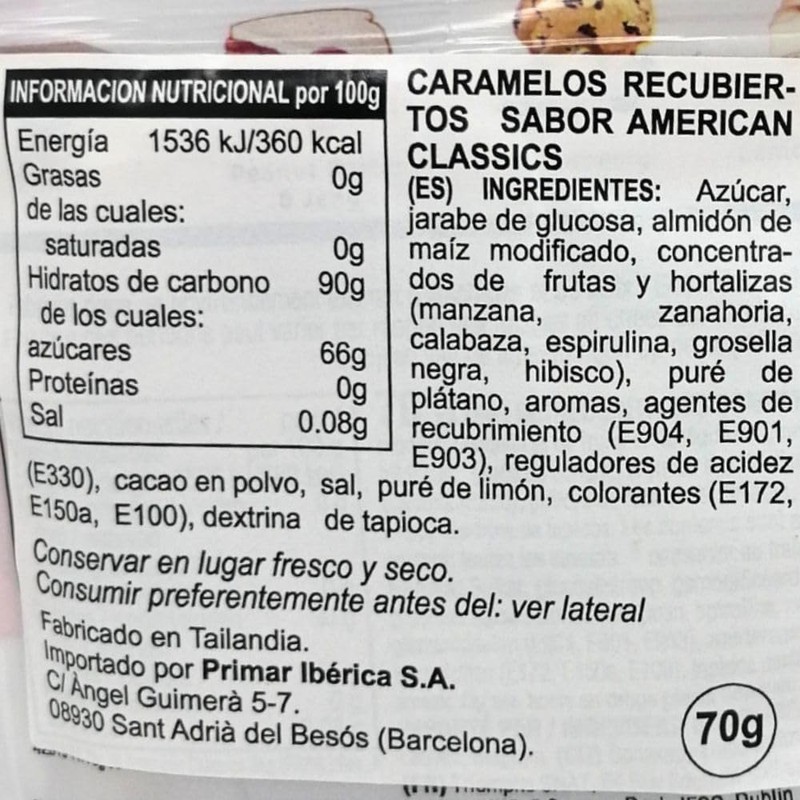 INFORMACION NUTRICIONAL por 100g
Energía 1536 kJ/360 kcal
Grasas 0g
de las cuales:
saturadas 0g
Hidratos de carbono 90g
de los cuales:
azúcares 66g
Proteínas 0g
Sal 0.08g
CARAMELOS RECUBIER-
TOS SABOR AMERICAN
CLASSICS
(ES) INGREDIENTES: Azúcar,
jarabe de glucosa, almidón de
maíz modificado, concentra-
dos de frutas y hortalizas
(manzana, zanahoria,
calabaza, espirulina, grosella
negra, hibisco), puré de
plátano, aromas, agentes de
recubrimiento (E904, E901,
E903), reguladores de acidez
(E330), cacao en polvo, sal, puré de limón, colorantes (E172,
E150a, E100), dextrina de tapioca.
Conservar en lugar fresco y seco.
Consumir preferentemente antes del: ver lateral
Fabricado en Tailandia.
Importado por Primar Ibérica S.A.
C/ Àngel Guimerà 5-7.
08930 Sant Adrià del Besós (Barcelona).
70g
Dublin